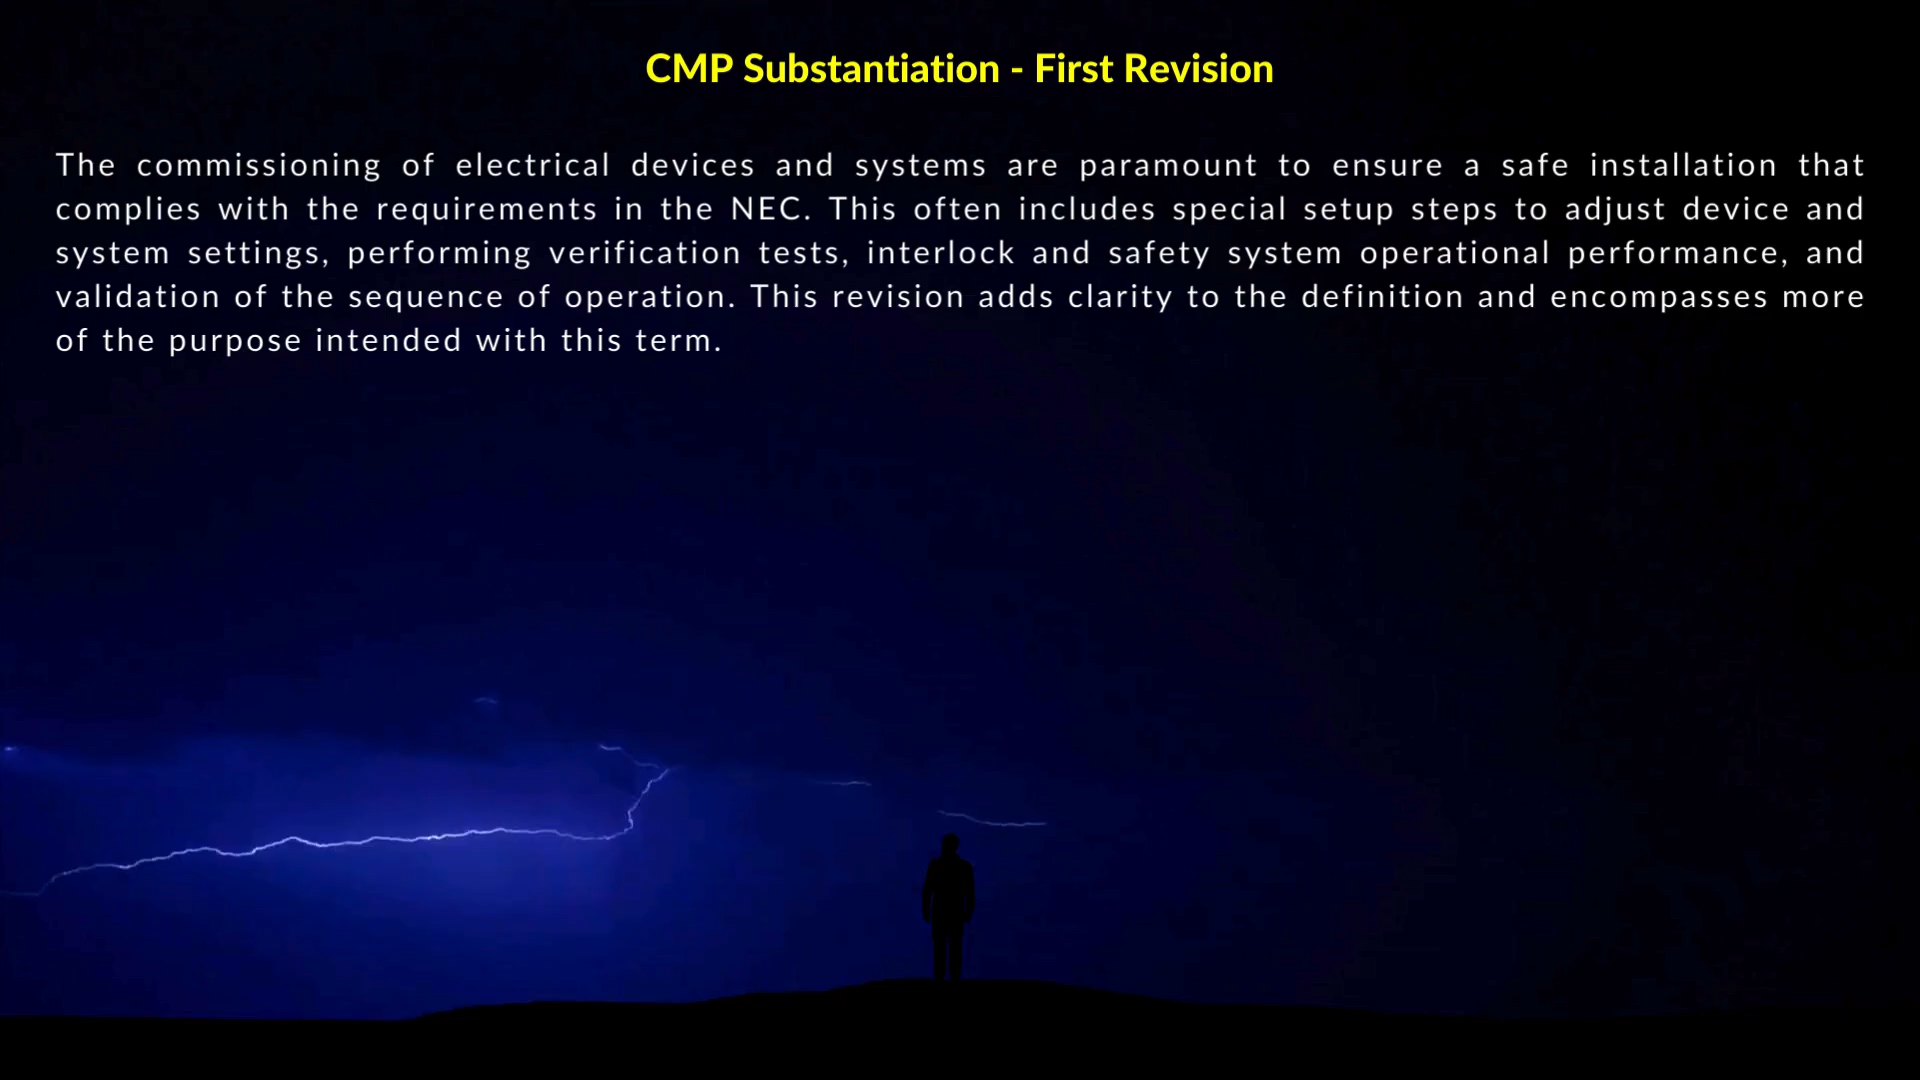 CMP Substantiation - First Revision
The commissioning of electrical devices and systems are paramount to ensure a safe installation that
complies with the requirements in the NEC. This often includes special setup steps to adjust device and
system settings, performing verification tests, interlock and safety system operational performance, and
validation of the sequence of operation. This revision adds clarity to the definition and encompasses more
of the purpose intended with this term.